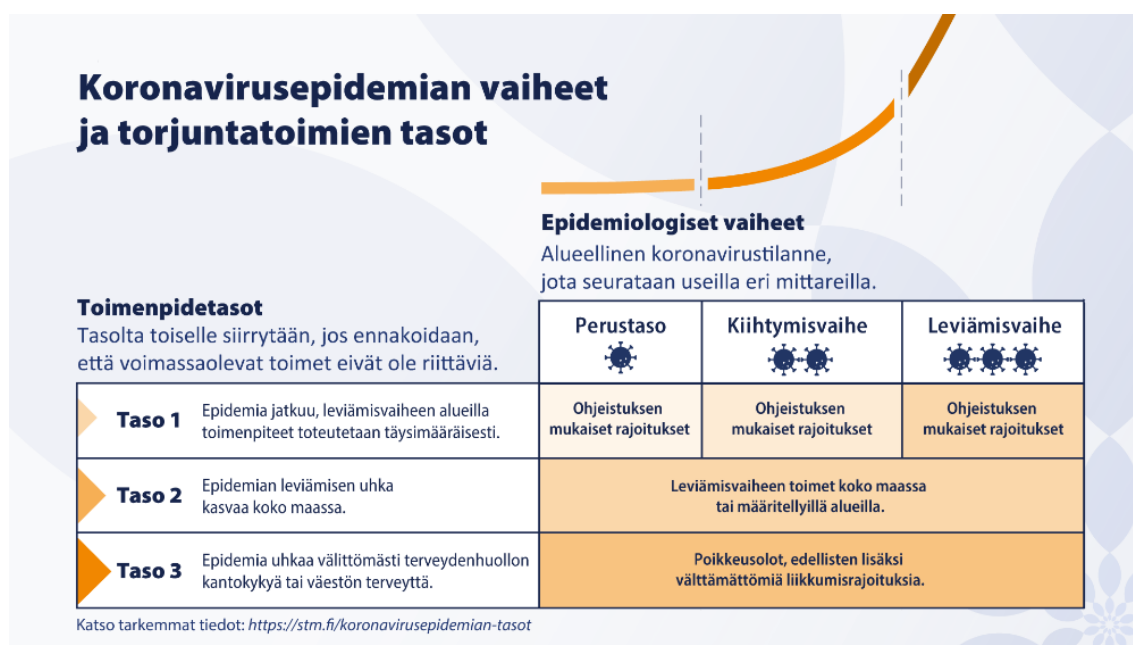 Koronavirusepidemian vaiheet
ja torjuntatoimien tasot
Epidemiologiset vaiheet
Alueellinen koronavirustilanne,
jota seurataan useilla eri mittareilla.
Toimenpidetasot
Tasolta toiselle siirrytään, jos ennakoidaan,
että voimassaolevat toimet eivät ole riittäviä.
Perustaso
Kiihtymisvaihe
Leviämisvaihe
Taso 1
Epidemia jatkuu, leviämisvaiheen alueilla
toimenpiteet toteutetaan täysimääräisesti.
Ohjeistuksen
mukaiset rajoitukset
Ohjeistuksen
mukaiset rajoitukset
Ohjeistuksen
mukaiset rajoitukset
Taso 2
Epidemian leviämisen uhka
kasvaa koko maassa.
Leviämisvaiheen toimet koko maassa
tai määritellyillä alueilla.
Taso 3
Epidemia uhkaa välittömästi terveydenhuollon
kantokykyä tai väestön terveyttä.
Poikkeusolot, edellisten lisäksi
välttämättömiä liikkumisrajoituksia.
Katso tarkemmat tiedot: https://stm.fi/koronavirusepidemian-tasot